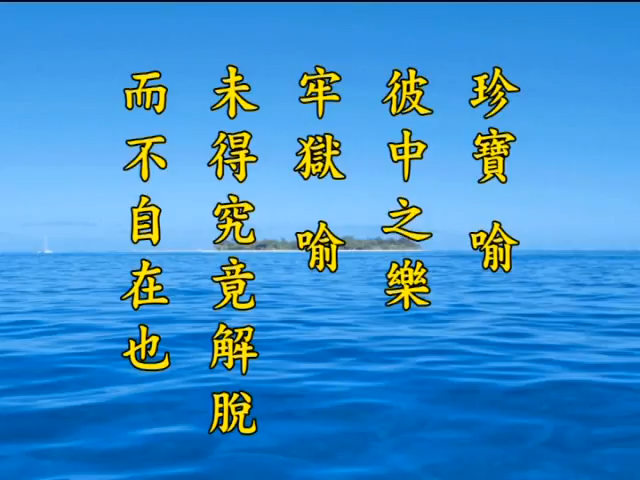 珍寶 喻
彼中之樂
牢獄 喻
未得究竟解脫
而不自在也